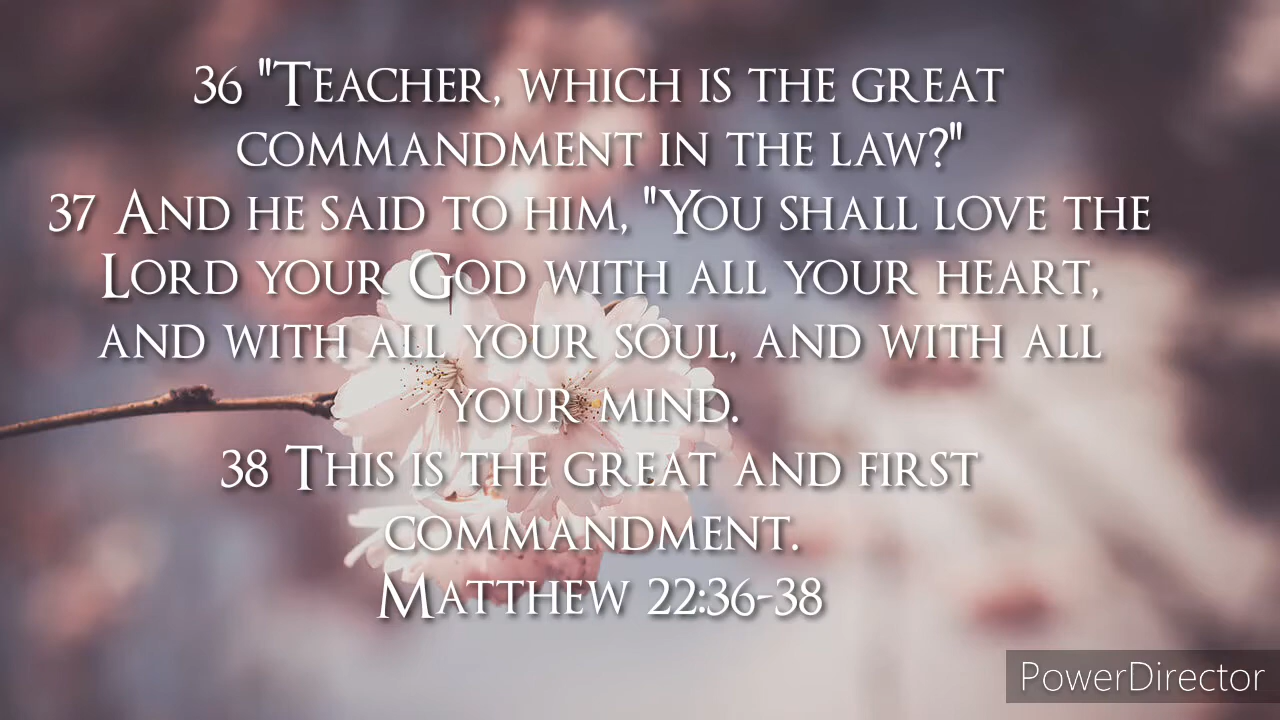 36 "Teacher, which is the great
commandment in the law?"
37 And he said to him, "You shall love the
Lord your God with all your heart,
and with all your soul, and with all
your mind.
38 This is the great and first
commandment.
Matthew 22:36-38
PowerDirector